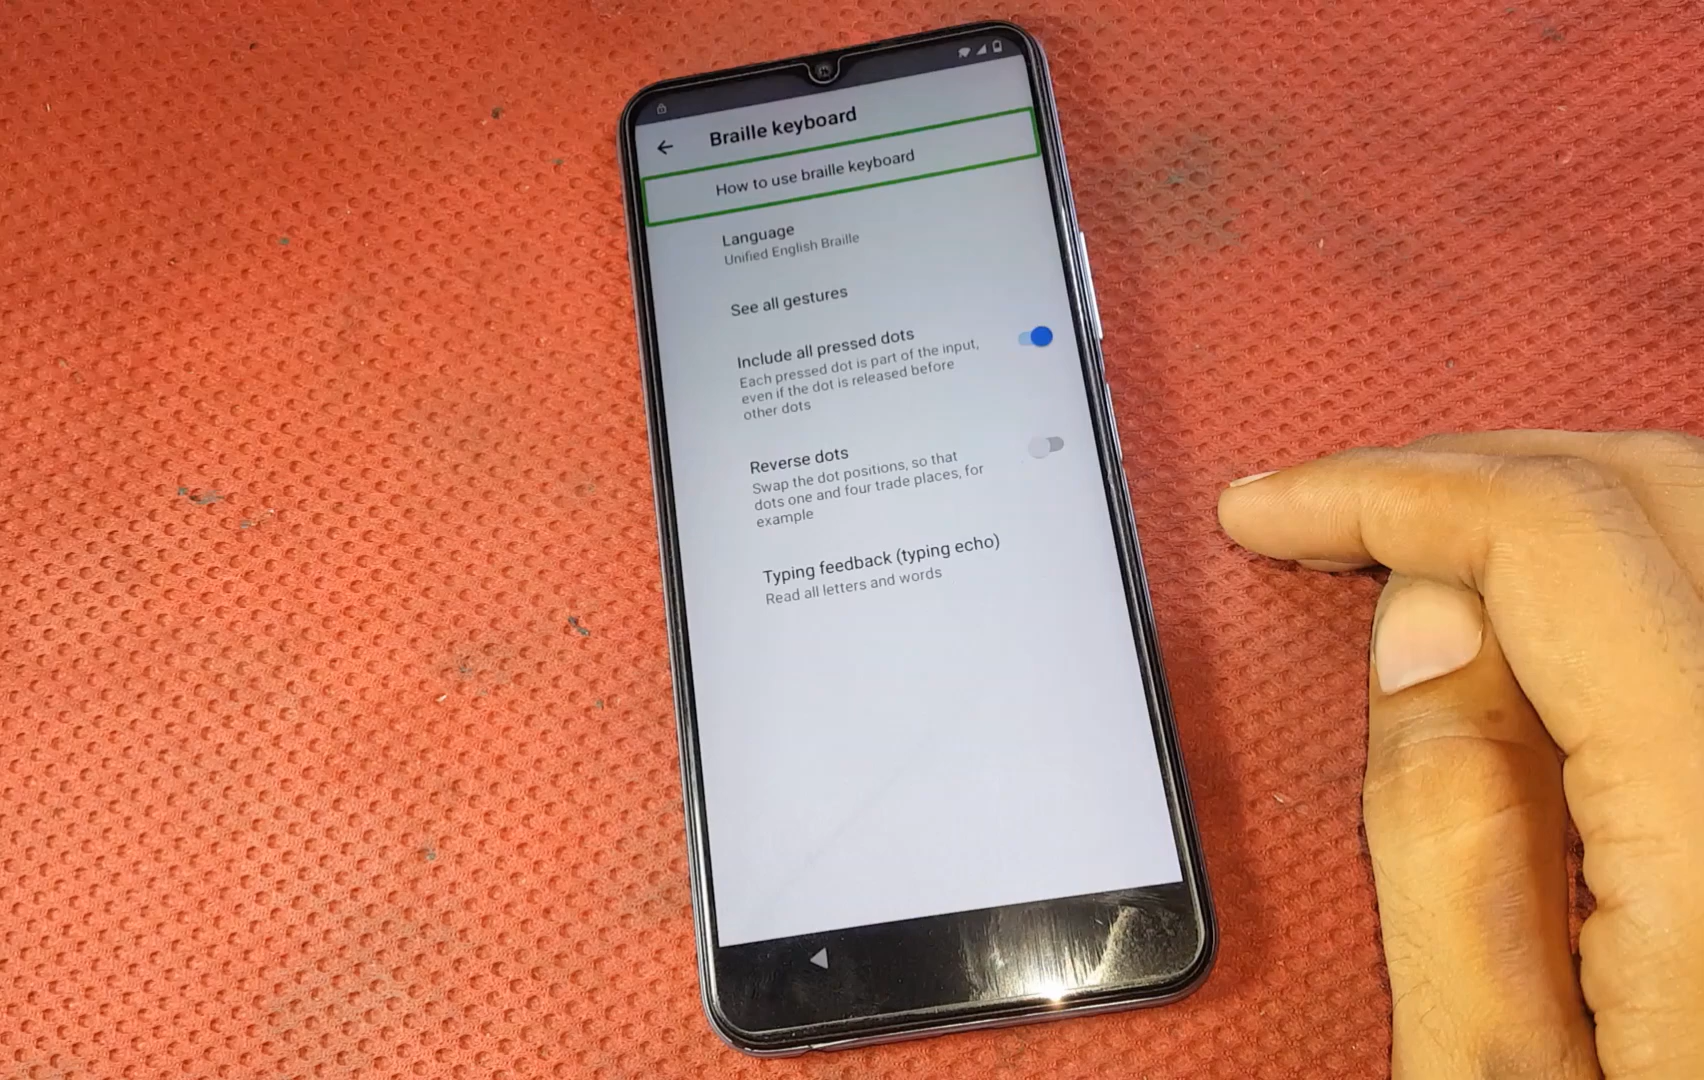 Braille keyboard
How to use braille keyboard
Language
Unified English Braille
See all gestures
Include all pressed dots
Each pressed dot is part of the input,
even if the dot is released before
other dots
Reverse dots
Swap the dot positions, so that
dots one and four trade places, for
example
Typing feedback (typing echo)
Read all letters and words